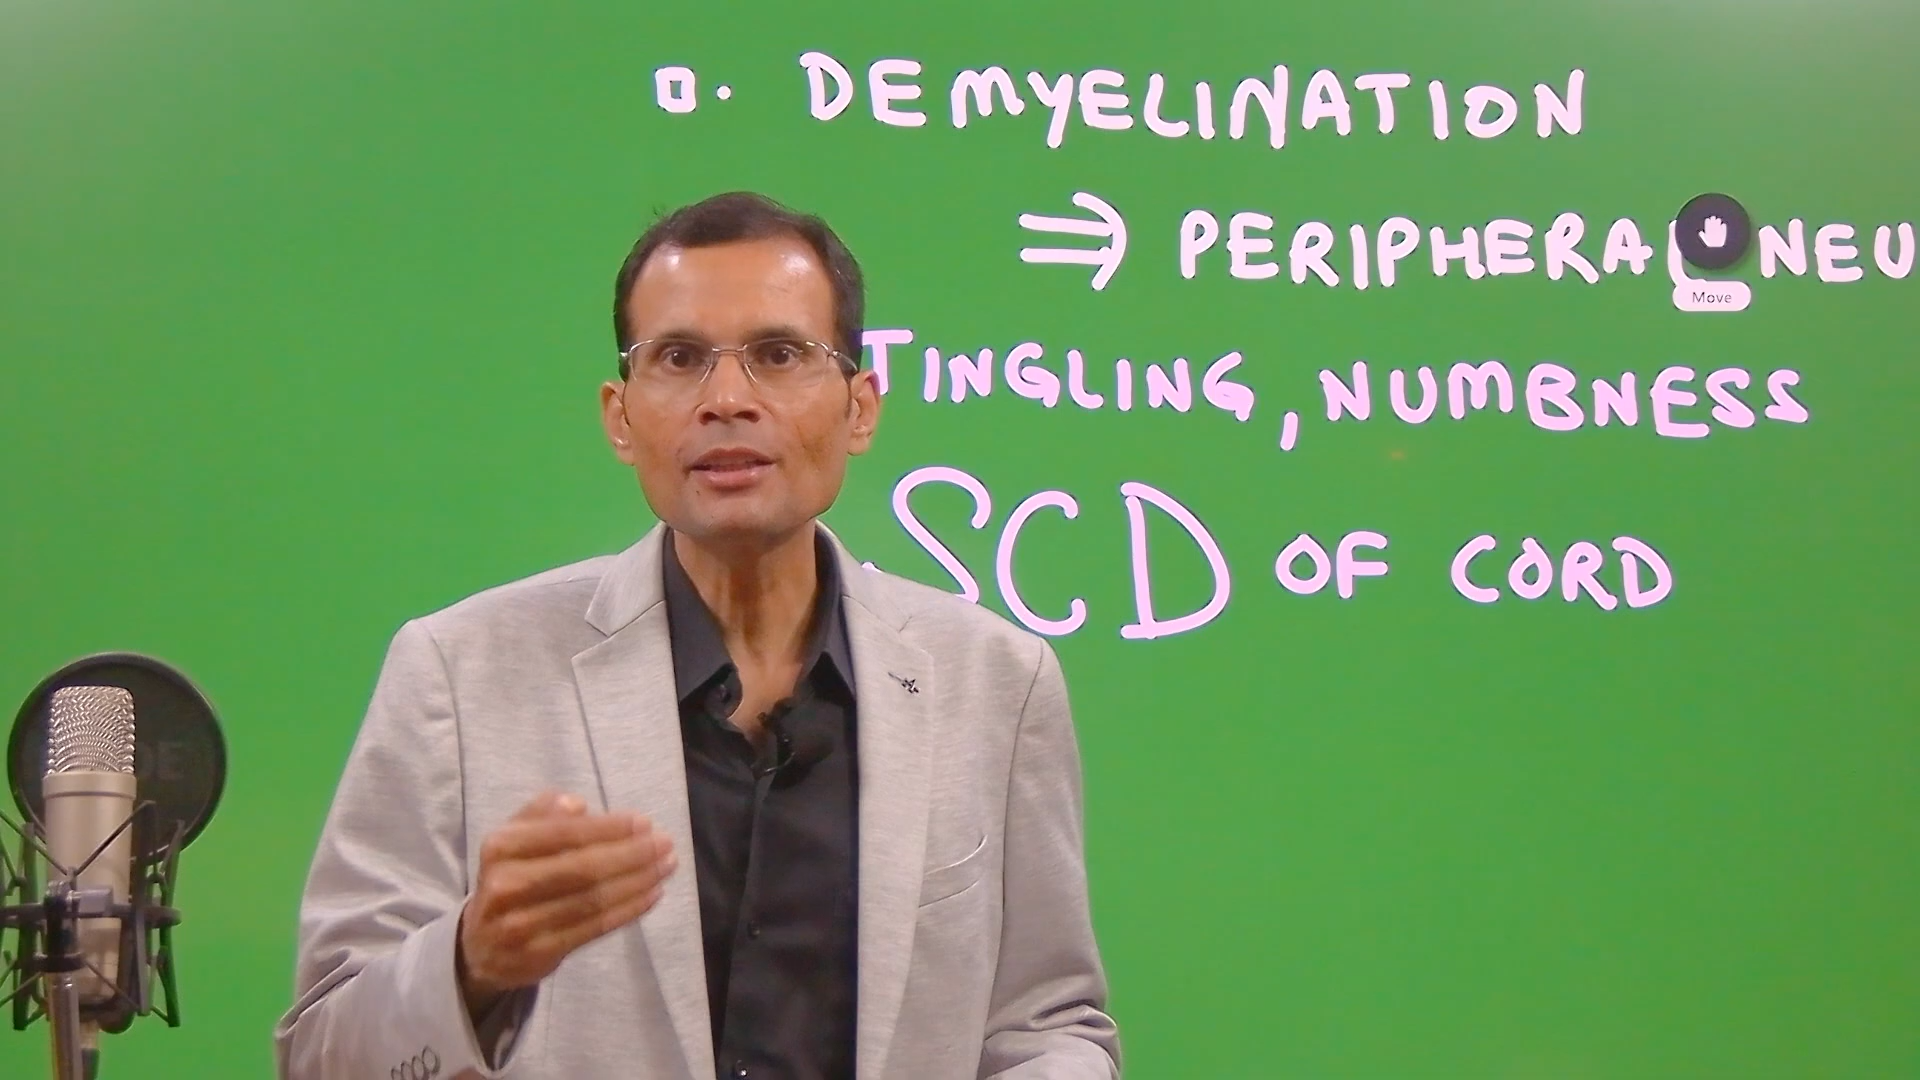 . DEMYELINATION
⇒ PERIPHERAL NEU
Move
TINGLING, NUMBNESS
SCD OF CORD